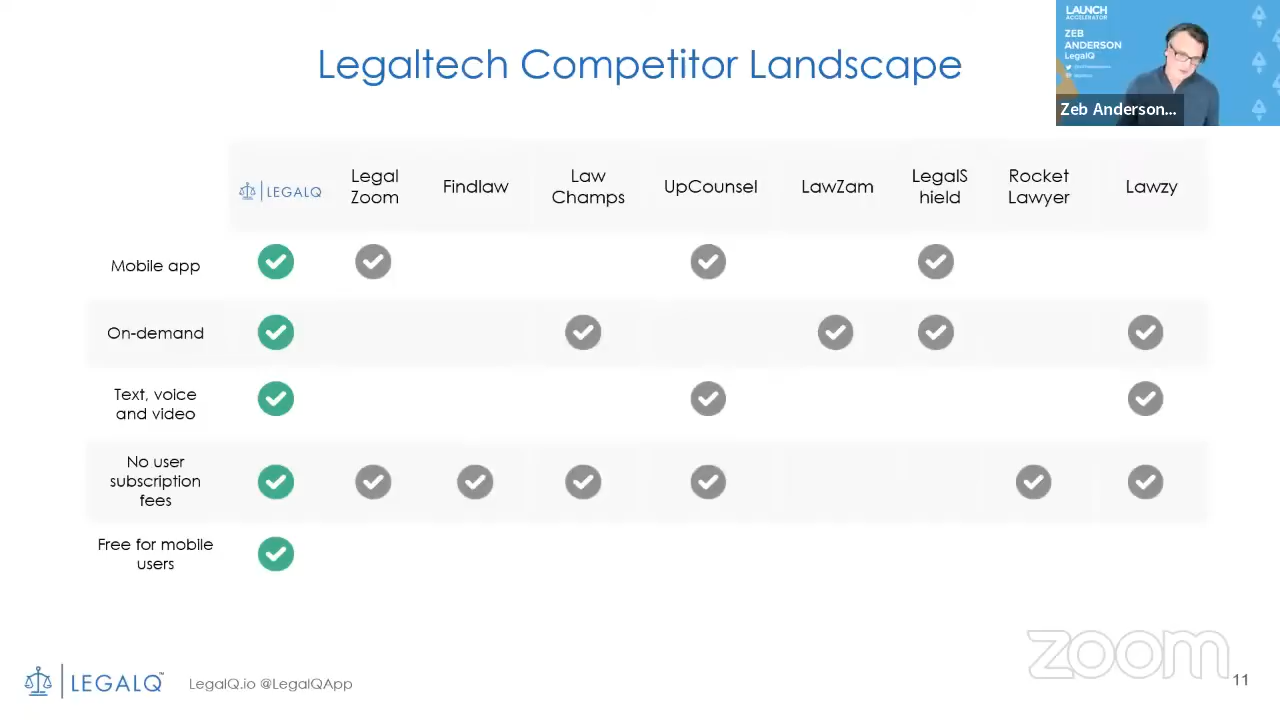 Legaltech Competitor Landscape
LAUNCH
ACCELERATOR
ZEB
ANDERSON
LegalQ
Zeb Anderson...
LEGALQ
Legal
Zoom
Findlaw
Law
Champs
UpCounsel
LawZam
LegalS
hield
Rocket
Lawyer
Lawzy
Mobile app
On-demand
Text, voice
and video
No user
subscription
fees
Free for mobile
users
LEGALQ™
LegalQ.io @LegalQApp
zoom
11